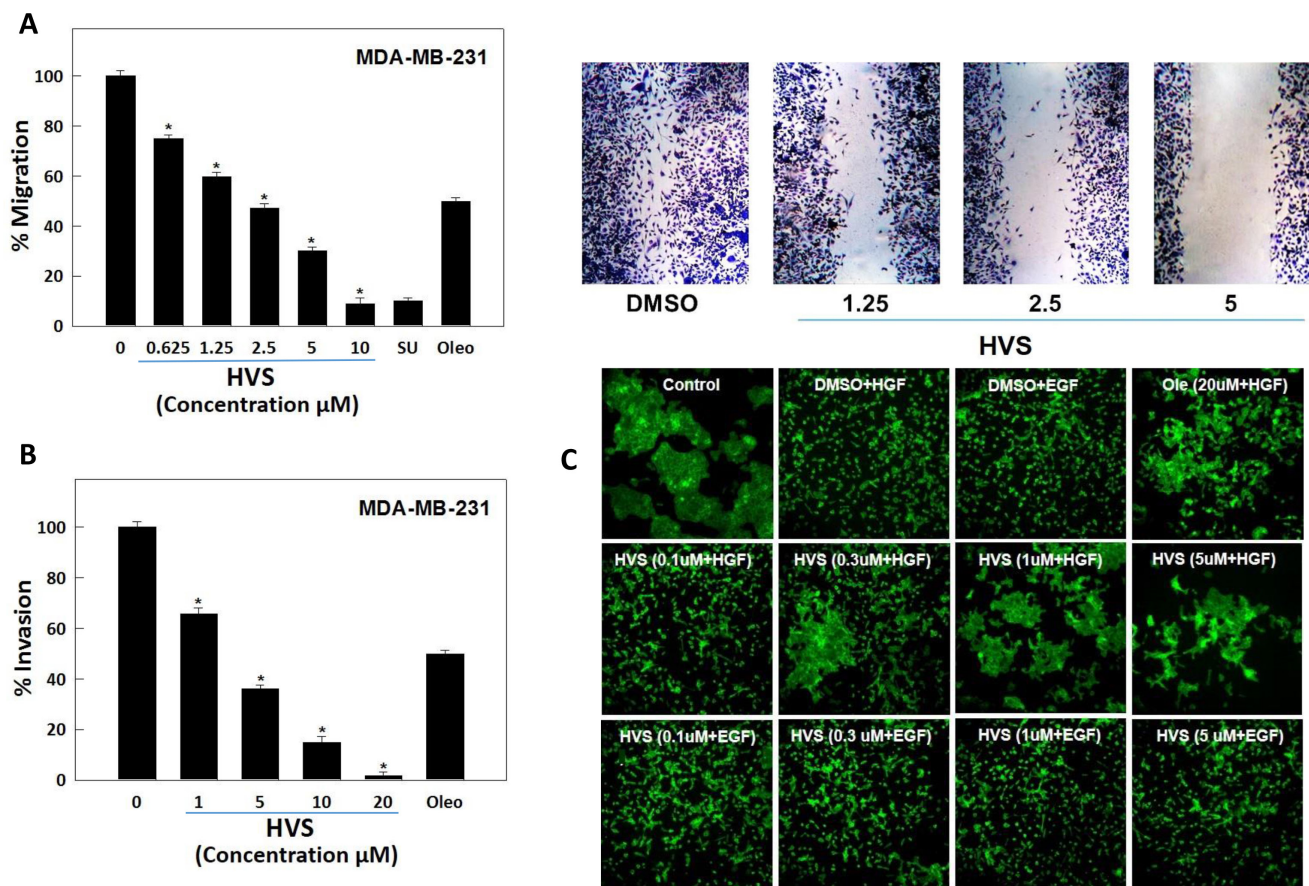 A
MDA-MB-231
% Migration
100
80
60
40
20
0
* * * * *
0 0.625 1.25 2.5 5 10 SU Oleo
HVS
(Concentration µM)
DMSO 1.25 2.5 5
HVS
B
MDA-MB-231
% Invasion
100
80
60
40
20
0
* * * *
0 1 5 10 20 Oleo
HVS
(Concentration µM)
C
Control DMSO+HGF DMSO+EGF Ole (20uM+HGF)
HVS (0.1uM+HGF) HVS (0.3uM+HGF) HVS (1uM+HGF) HVS (5uM+HGF)
HVS (0.1uM+EGF) HVS (0.3 uM+EGF) HVS (1uM+EGF) HVS (5 uM+EGF)